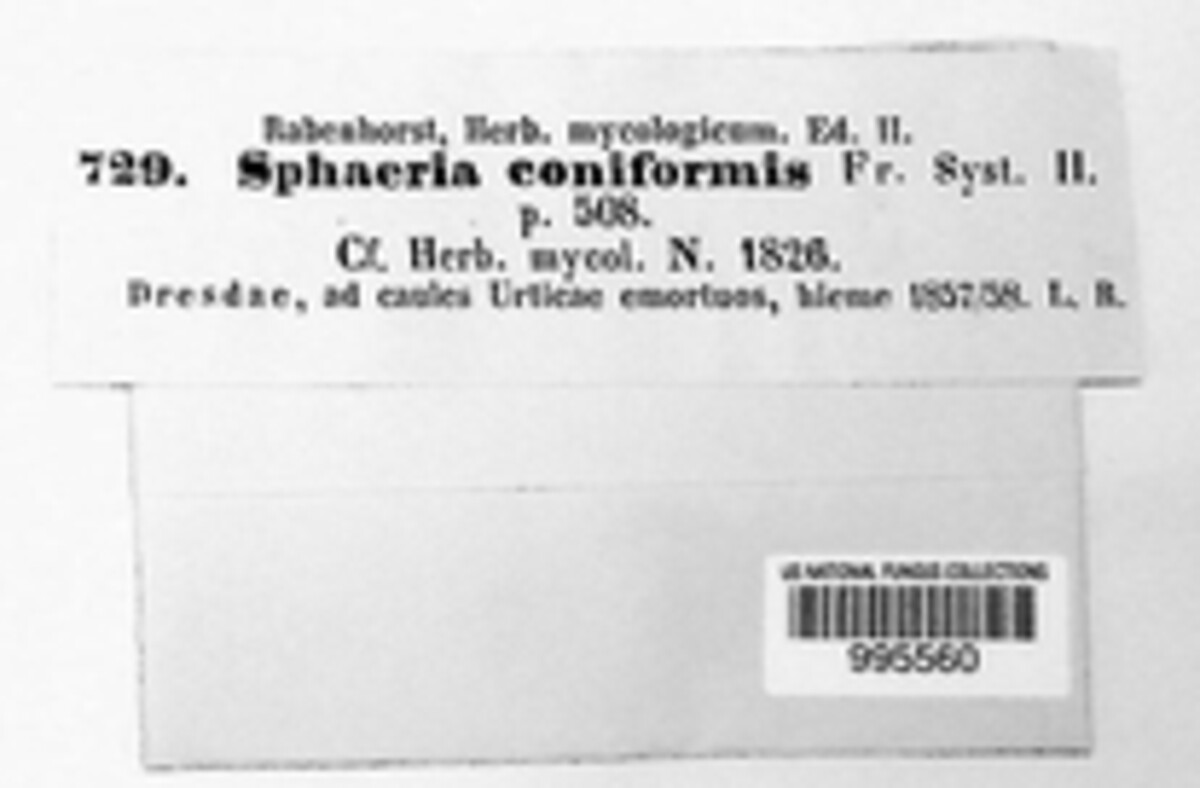 Rabenhorst, Herb. mycologicum. Ed. II.
729. Sphaeria coniformis Fr. Syst. II.
p. 508.
Cf. Herb. mycol. N. 1826.
Dresdae, ad caules Urticae emortuos, hieme 1857/58. L. R.
US NATIONAL FUNGUS COLLECTIONS
995560